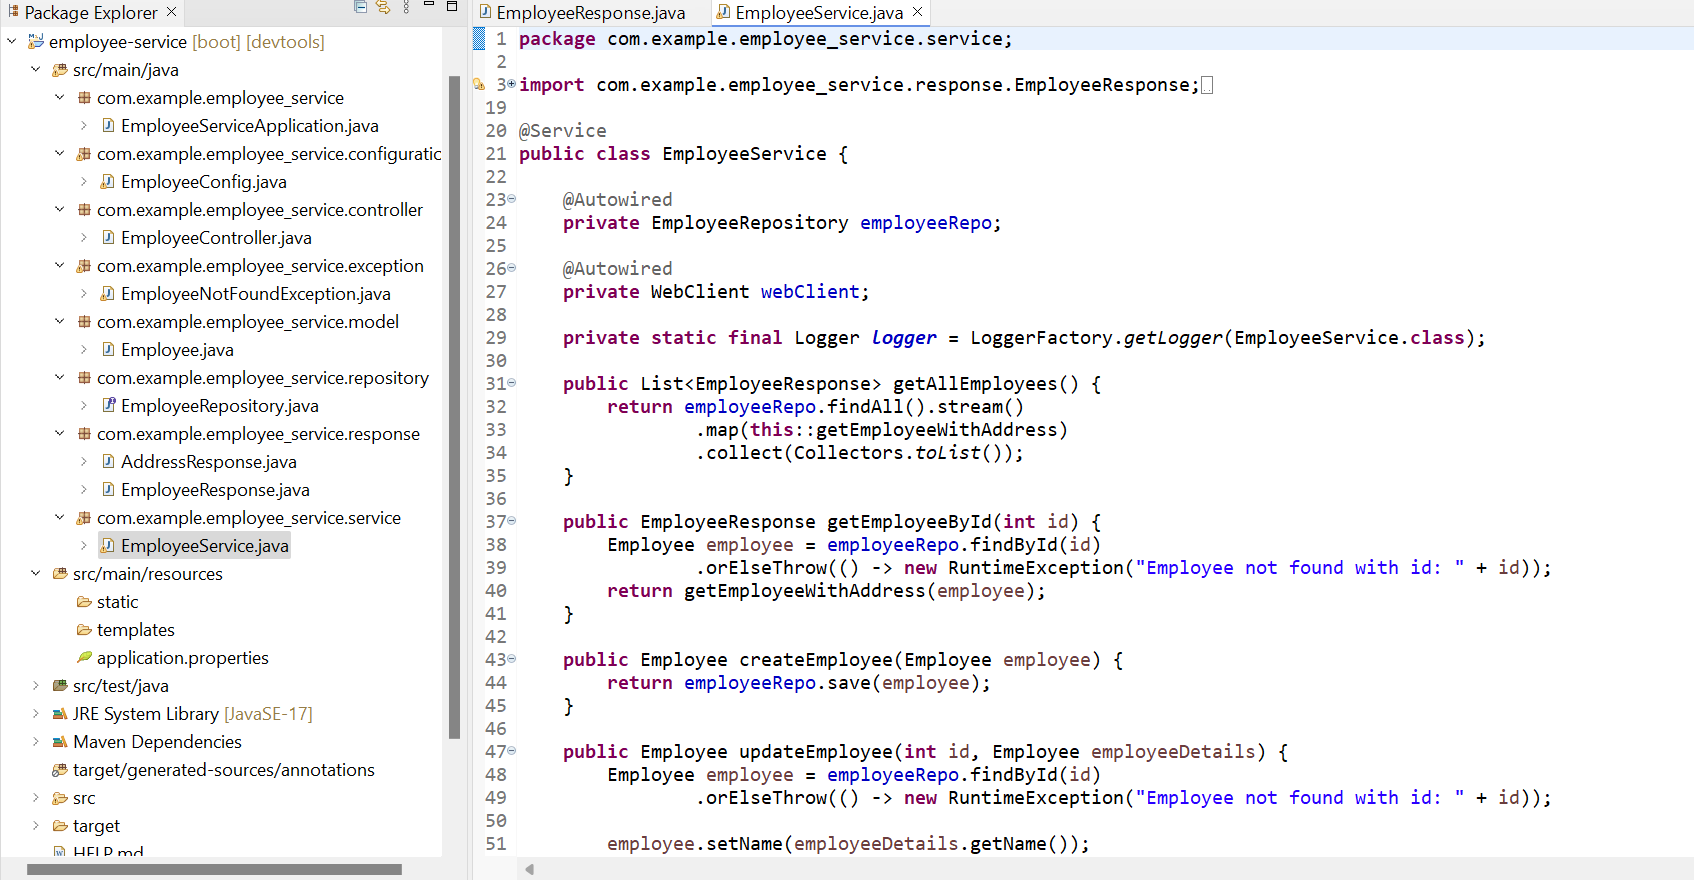 Package Explorer
employee-service [boot] [devtools]
src/main/java
com.example.employee_service
EmployeeServiceApplication.java
com.example.employee_service.configuratio
EmployeeConfig.java
com.example.employee_service.controller
EmployeeController.java
com.example.employee_service.exception
EmployeeNotFoundException.java
com.example.employee_service.model
Employee.java
com.example.employee_service.repository
EmployeeRepository.java
com.example.employee_service.response
AddressResponse.java
EmployeeResponse.java
com.example.employee_service.service
EmployeeService.java
src/main/resources
static
templates
application.properties
src/test/java
JRE System Library [JavaSE-17]
Maven Dependencies
target/generated-sources/annotations
src
target
HELP.md
EmployeeResponse.java EmployeeService.java
1 package com.example.employee_service.service;
2
3 import com.example.employee_service.response.EmployeeResponse;
19
20 @Service
21 public class EmployeeService {
22
23 @Autowired
24 private EmployeeRepository employeeRepo;
25
26 @Autowired
27 private WebClient webClient;
28
29 private static final Logger logger = LoggerFactory.getLogger(EmployeeService.class);
30
31 public List<EmployeeResponse> getAllEmployees() {
32 return employeeRepo.findAll().stream()
33 .map(this::getEmployeeWithAddress)
34 .collect(Collectors.toList());
35 }
36
37 public EmployeeResponse getEmployeeById(int id) {
38 Employee employee = employeeRepo.findById(id)
39 .orElseThrow(() -> new RuntimeException("Employee not found with id: " + id));
40 return getEmployeeWithAddress(employee);
41 }
42
43 public Employee createEmployee(Employee employee) {
44 return employeeRepo.save(employee);
45 }
46
47 public Employee updateEmployee(int id, Employee employeeDetails) {
48 Employee employee = employeeRepo.findById(id)
49 .orElseThrow(() -> new RuntimeException("Employee not found with id: " + id));
50
51 employee.setName(employeeDetails.getName());